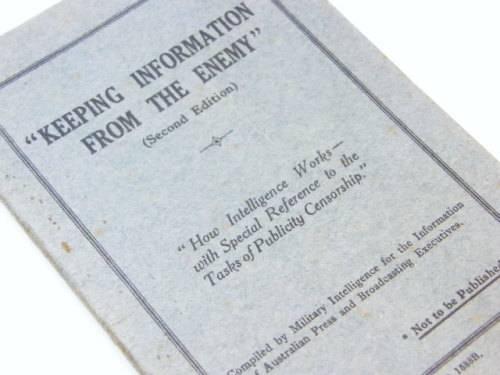 "KEEPING INFORMATION
FROM THE ENEMY"
(Second Edition)
"How Intelligence Works—
with Special Reference to the
Tasks of Publicity Censorship."
Compiled by Military Intelligence for the Information
of Australian Press and Broadcasting Executives.
• Not to be Published
1535B.